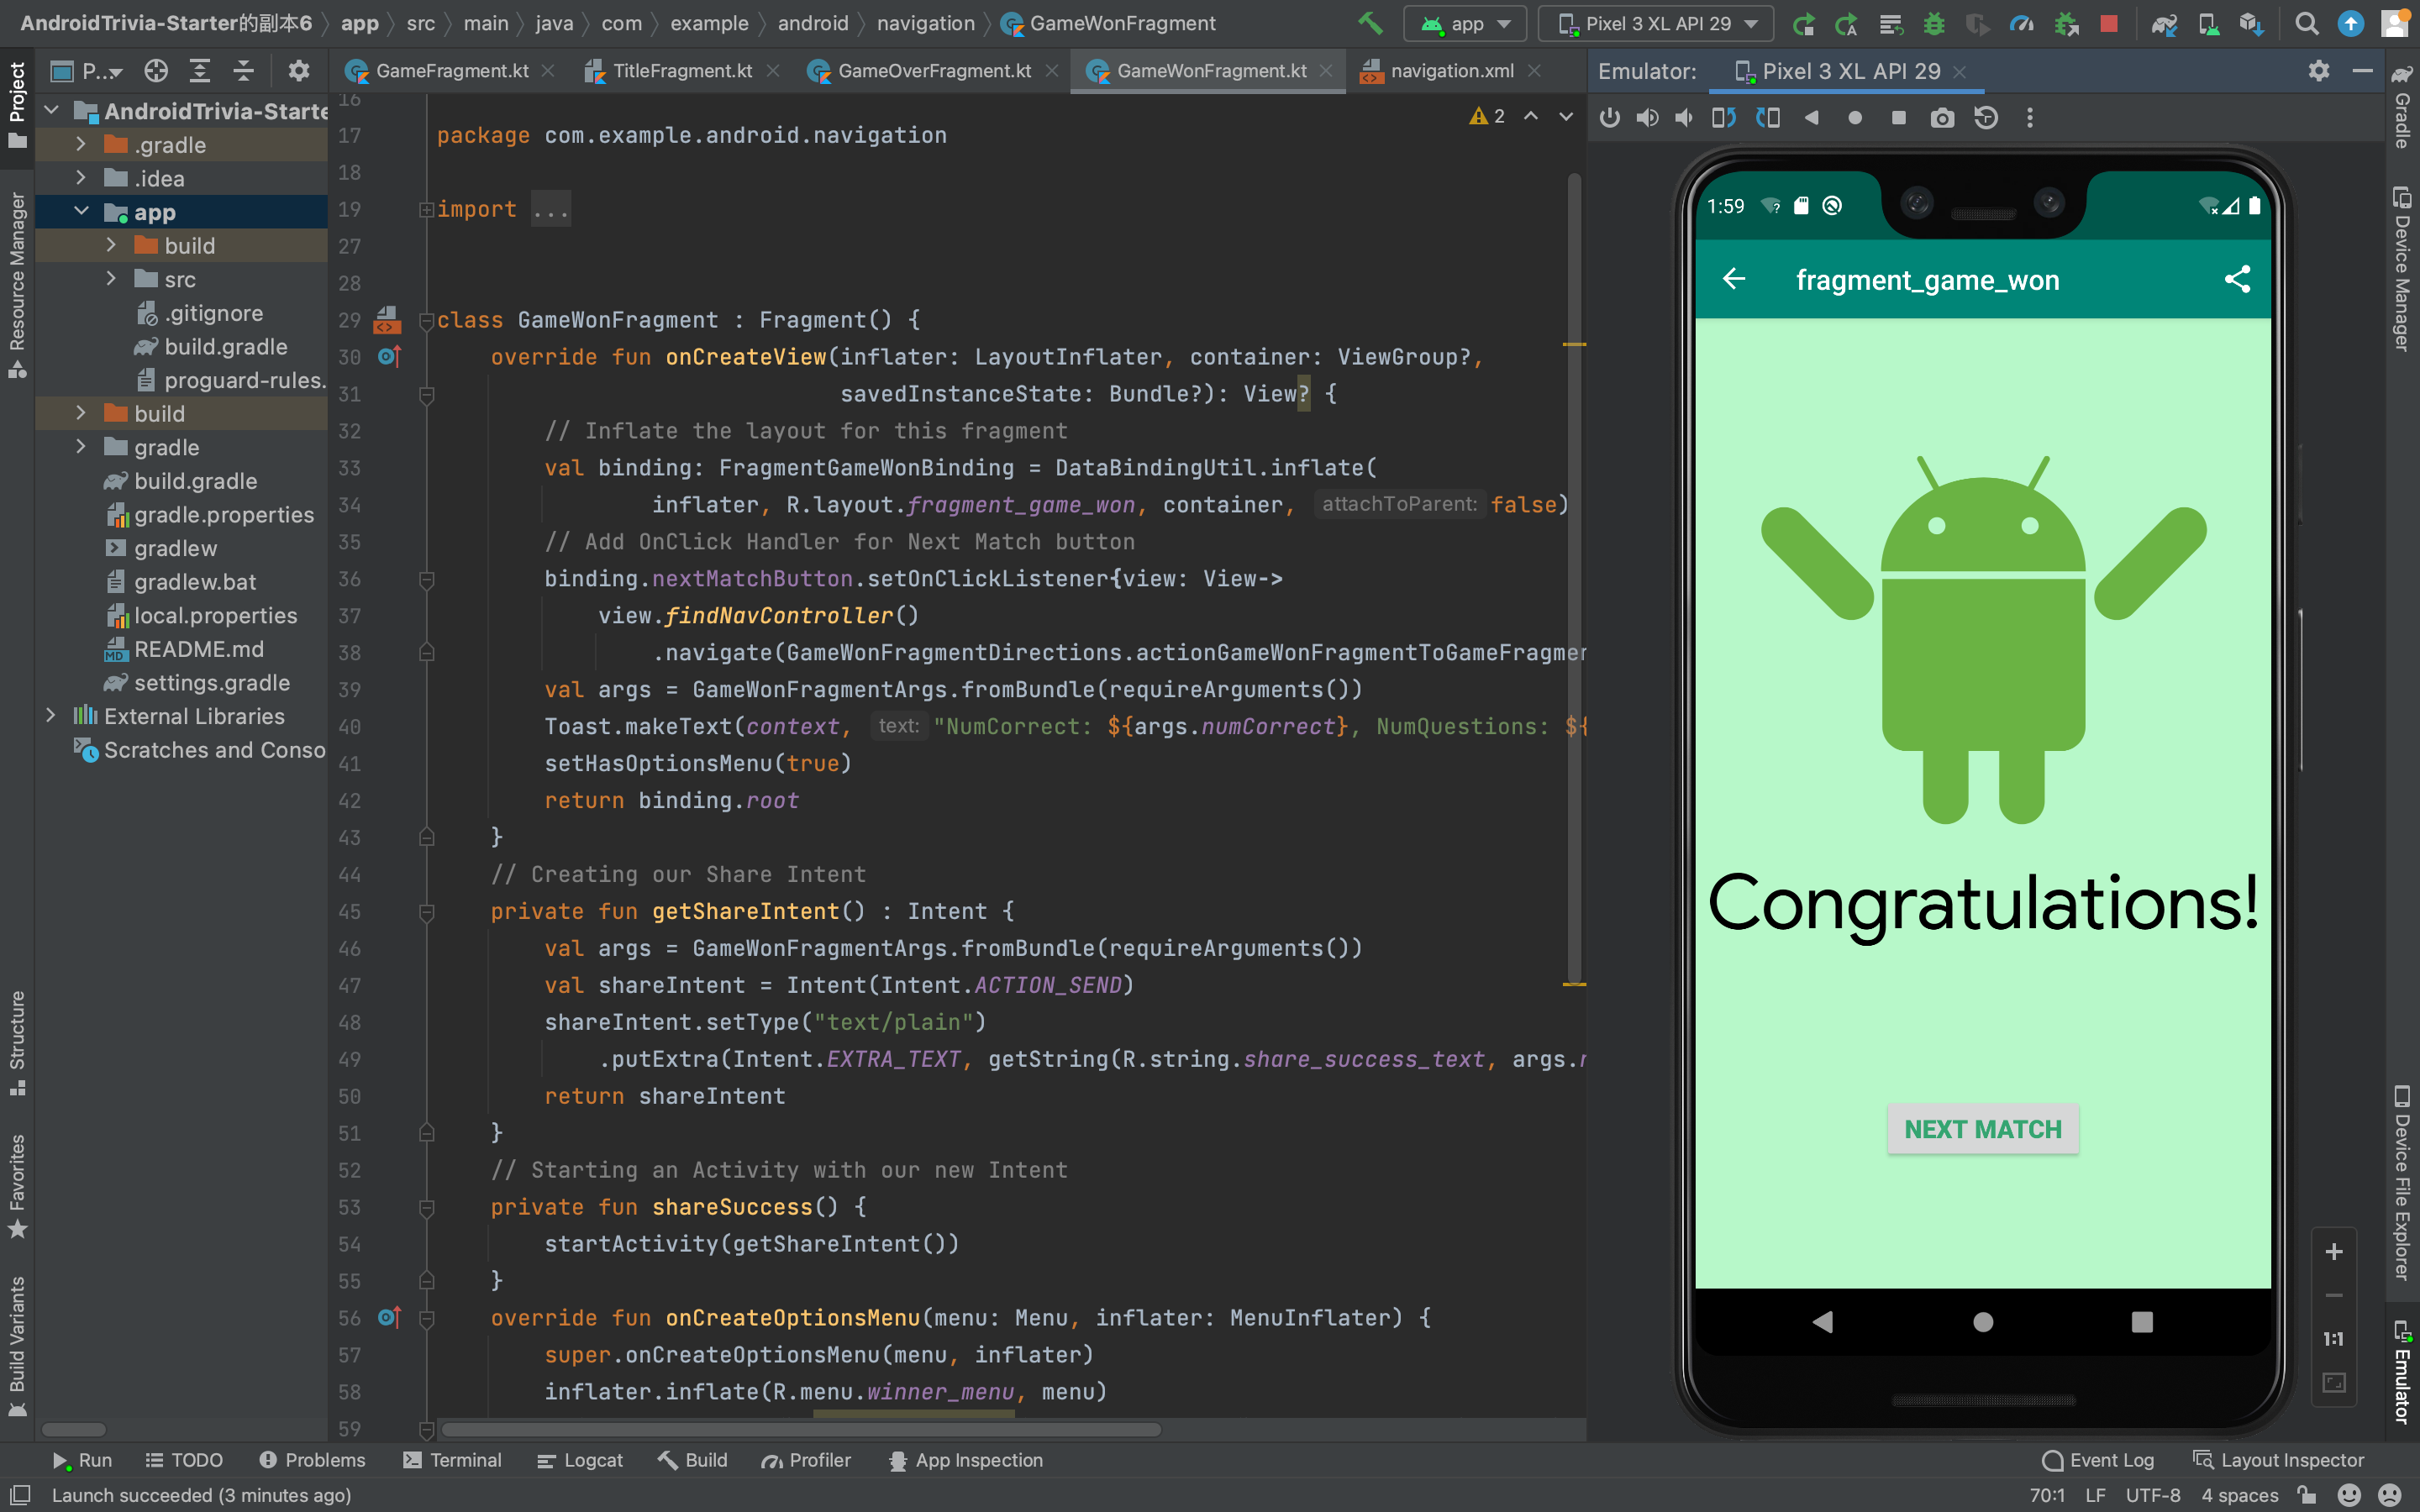 AndroidTrivia-Starter的副本6 app src main java com example android navigation GameWonFragment app Pixel 3 XL API 29
P... GameFragment.kt TitleFragment.kt GameOverFragment.kt GameWonFragment.kt navigation.xml Emulator: Pixel 3 XL API 29
Project
Resource Manager
Structure
Favorites
Build Variants
AndroidTrivia-Starte
.gradle
.idea
app
build
src
.gitignore
build.gradle
proguard-rules.
build
gradle
build.gradle
gradle.properties
gradlew
gradlew.bat
local.properties
README.md
settings.gradle
External Libraries
Scratches and Conso
2
16
17 package com.example.android.navigation
18
19 import ...
27
28
29 class GameWonFragment : Fragment() {
30 override fun onCreateView(inflater: LayoutInflater, container: ViewGroup?,
31 savedInstanceState: Bundle?): View? {
32 // Inflate the layout for this fragment
33 val binding: FragmentGameWonBinding = DataBindingUtil.inflate(
34 inflater, R.layout.fragment_game_won, container, attachToParent: false)
35 // Add OnClick Handler for Next Match button
36 binding.nextMatchButton.setOnClickListener{view: View->
37 view.findNavController()
38 .navigate(GameWonFragmentDirections.actionGameWonFragmentToGameFragmen
39 val args = GameWonFragmentArgs.fromBundle(requireArguments())
40 Toast.makeText(context, text: "NumCorrect: ${args.numCorrect}, NumQuestions: ${
41 setHasOptionsMenu(true)
42 return binding.root
43 }
44 // Creating our Share Intent
45 private fun getShareIntent() : Intent {
46 val args = GameWonFragmentArgs.fromBundle(requireArguments())
47 val shareIntent = Intent(Intent.ACTION_SEND)
48 shareIntent.setType("text/plain")
49 .putExtra(Intent.EXTRA_TEXT, getString(R.string.share_success_text, args.n
50 return shareIntent
51 }
52 // Starting an Activity with our new Intent
53 private fun shareSuccess() {
54 startActivity(getShareIntent())
55 }
56 override fun onCreateOptionsMenu(menu: Menu, inflater: MenuInflater) {
57 super.onCreateOptionsMenu(menu, inflater)
58 inflater.inflate(R.menu.winner_menu, menu)
59
1:59
fragment_game_won
Congratulations!
NEXT MATCH
1:1
Gradle
Device Manager
Device File Explorer
Emulator
Run TODO Problems Terminal Logcat Build Profiler App Inspection Event Log Layout Inspector
Launch succeeded (3 minutes ago) 70:1 LF UTF-8 4 spaces